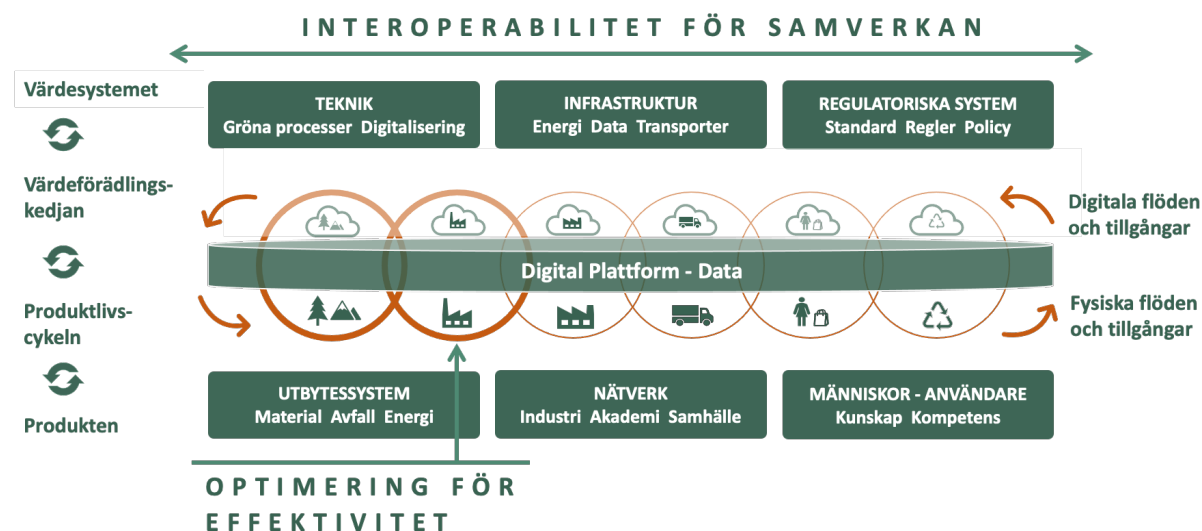 INTEROPERABILITET FÖR SAMVERKAN
Värdesystemet
TEKNIK
Gröna processer Digitalisering
INFRASTRUKTUR
Energi Data Transporter
REGULATORISKA SYSTEM
Standard Regler Policy
Värdeförädlings-
kedjan
Digitala flöden
och tillgångar
Digital Plattform - Data
Produktlivs-
cykeln
Fysiska flöden
och tillgångar
UTBYTESSYSTEM
Material Avfall Energi
NÄTVERK
Industri Akademi Samhälle
MÄNNISKOR - ANVÄNDARE
Kunskap Kompetens
Produkten
OPTIMERING FÖR
EFFEKTIVITET